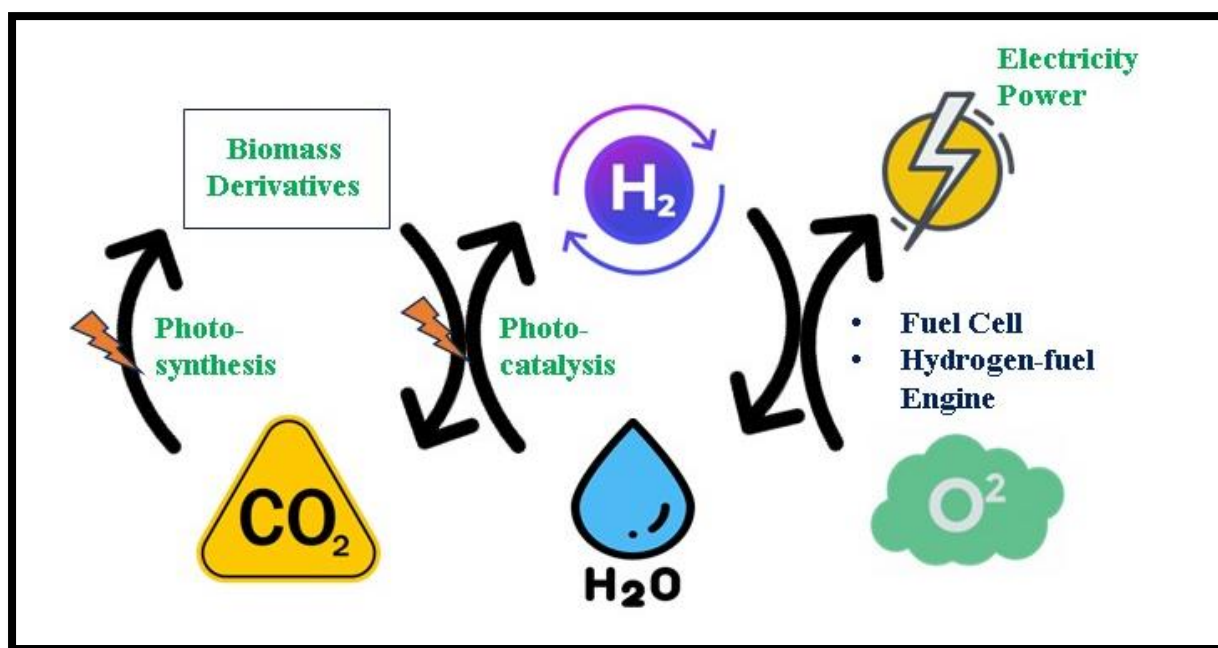 Electricity
Power
Biomass
Derivatives
H₂
Photo-
synthesis
Photo-
catalysis
• Fuel Cell
• Hydrogen-fuel
Engine
CO₂
H₂O
O²